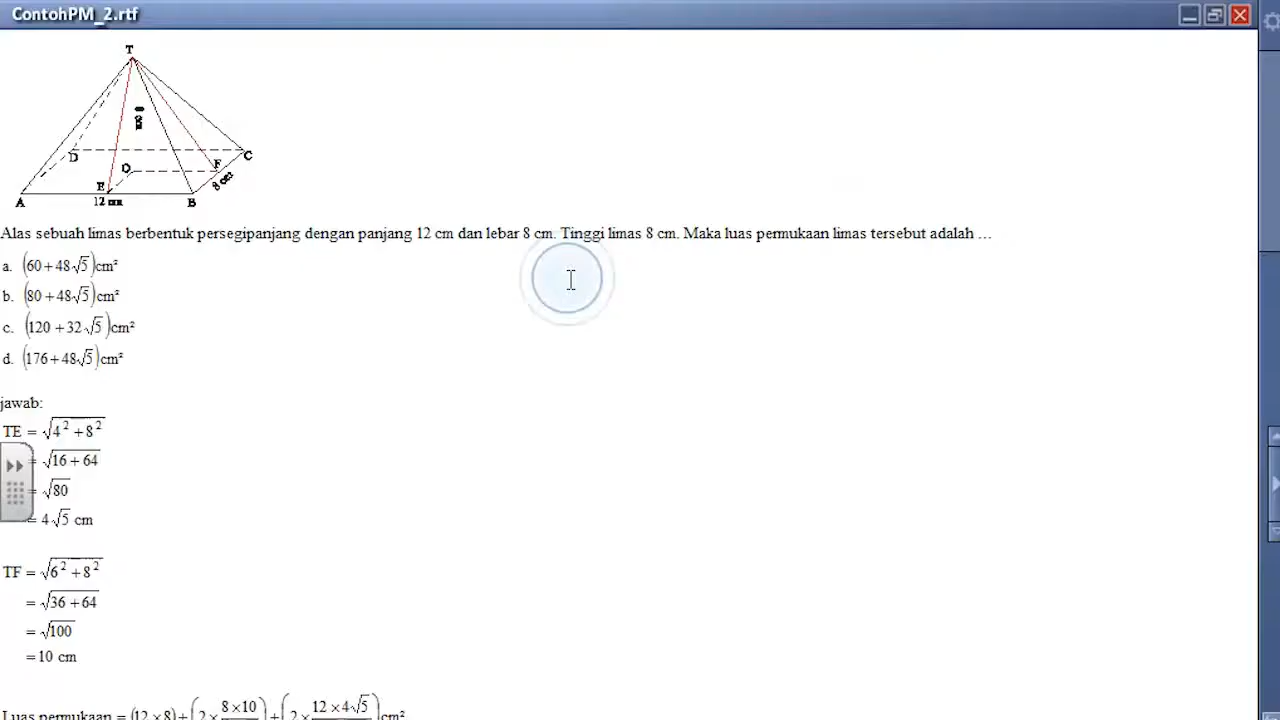 ContohPM_2.rtf
T
8 cm
D
C
O
F
E
8 cm
A
12 cm
B
Alas sebuah limas berbentuk persegipanjang dengan panjang 12 cm dan lebar 8 cm. Tinggi limas 8 cm. Maka luas permukaan limas tersebut adalah ...
a. (60 + 48√5)cm²
b. (80 + 48√5)cm²
c. (120 + 32√5)cm²
d. (176 + 48√5)cm²
jawab:
TE = √4² + 8²
= √16 + 64
= √80
= 4√5 cm
TF = √6² + 8²
= √36 + 64
= √100
= 10 cm
Luas permukaan = (12 × 8) + (2 × 8 × 10) + (2 × 12 × 4√5) cm²